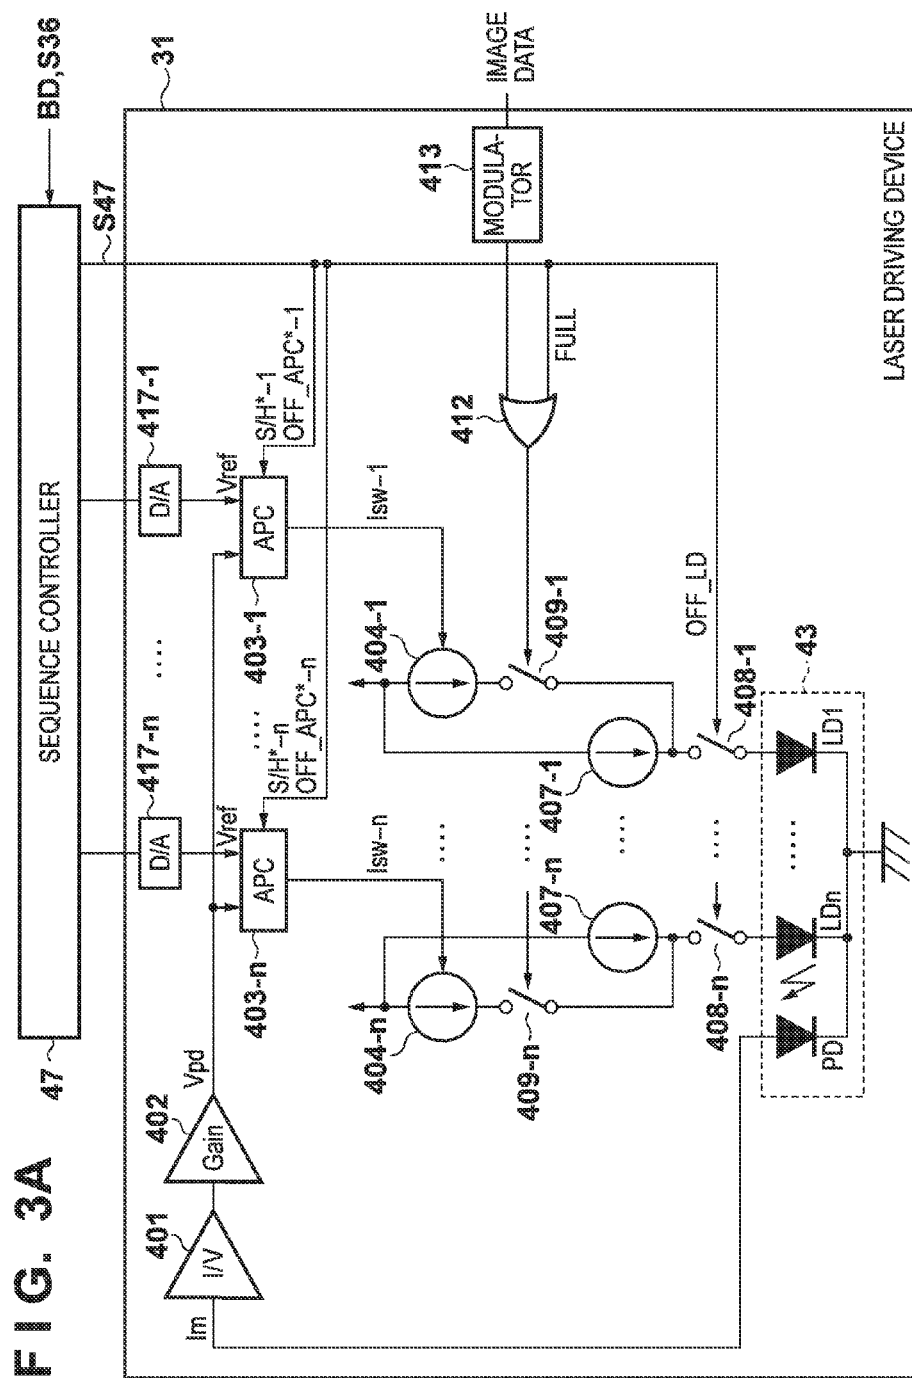 FIG. 3A
47
SEQUENCE CONTROLLER
BD,S36
S47
31
401
I/V
Im
402
Gain
Vpd
417-n
D/A
Vref
....
417-1
D/A
Vref
403-n
APC
S/H*-n
OFF_APC*-n
....
403-1
APC
S/H*-1
OFF_APC*-1
Isw-n
Isw-1
413
MODULA-
TOR
IMAGE
DATA
412
FULL
404-n
....
404-1
409-n
....
409-1
407-n
....
407-1
OFF_LD
408-n
....
408-1
43
PD
LDn
....
LD1
LASER DRIVING DEVICE